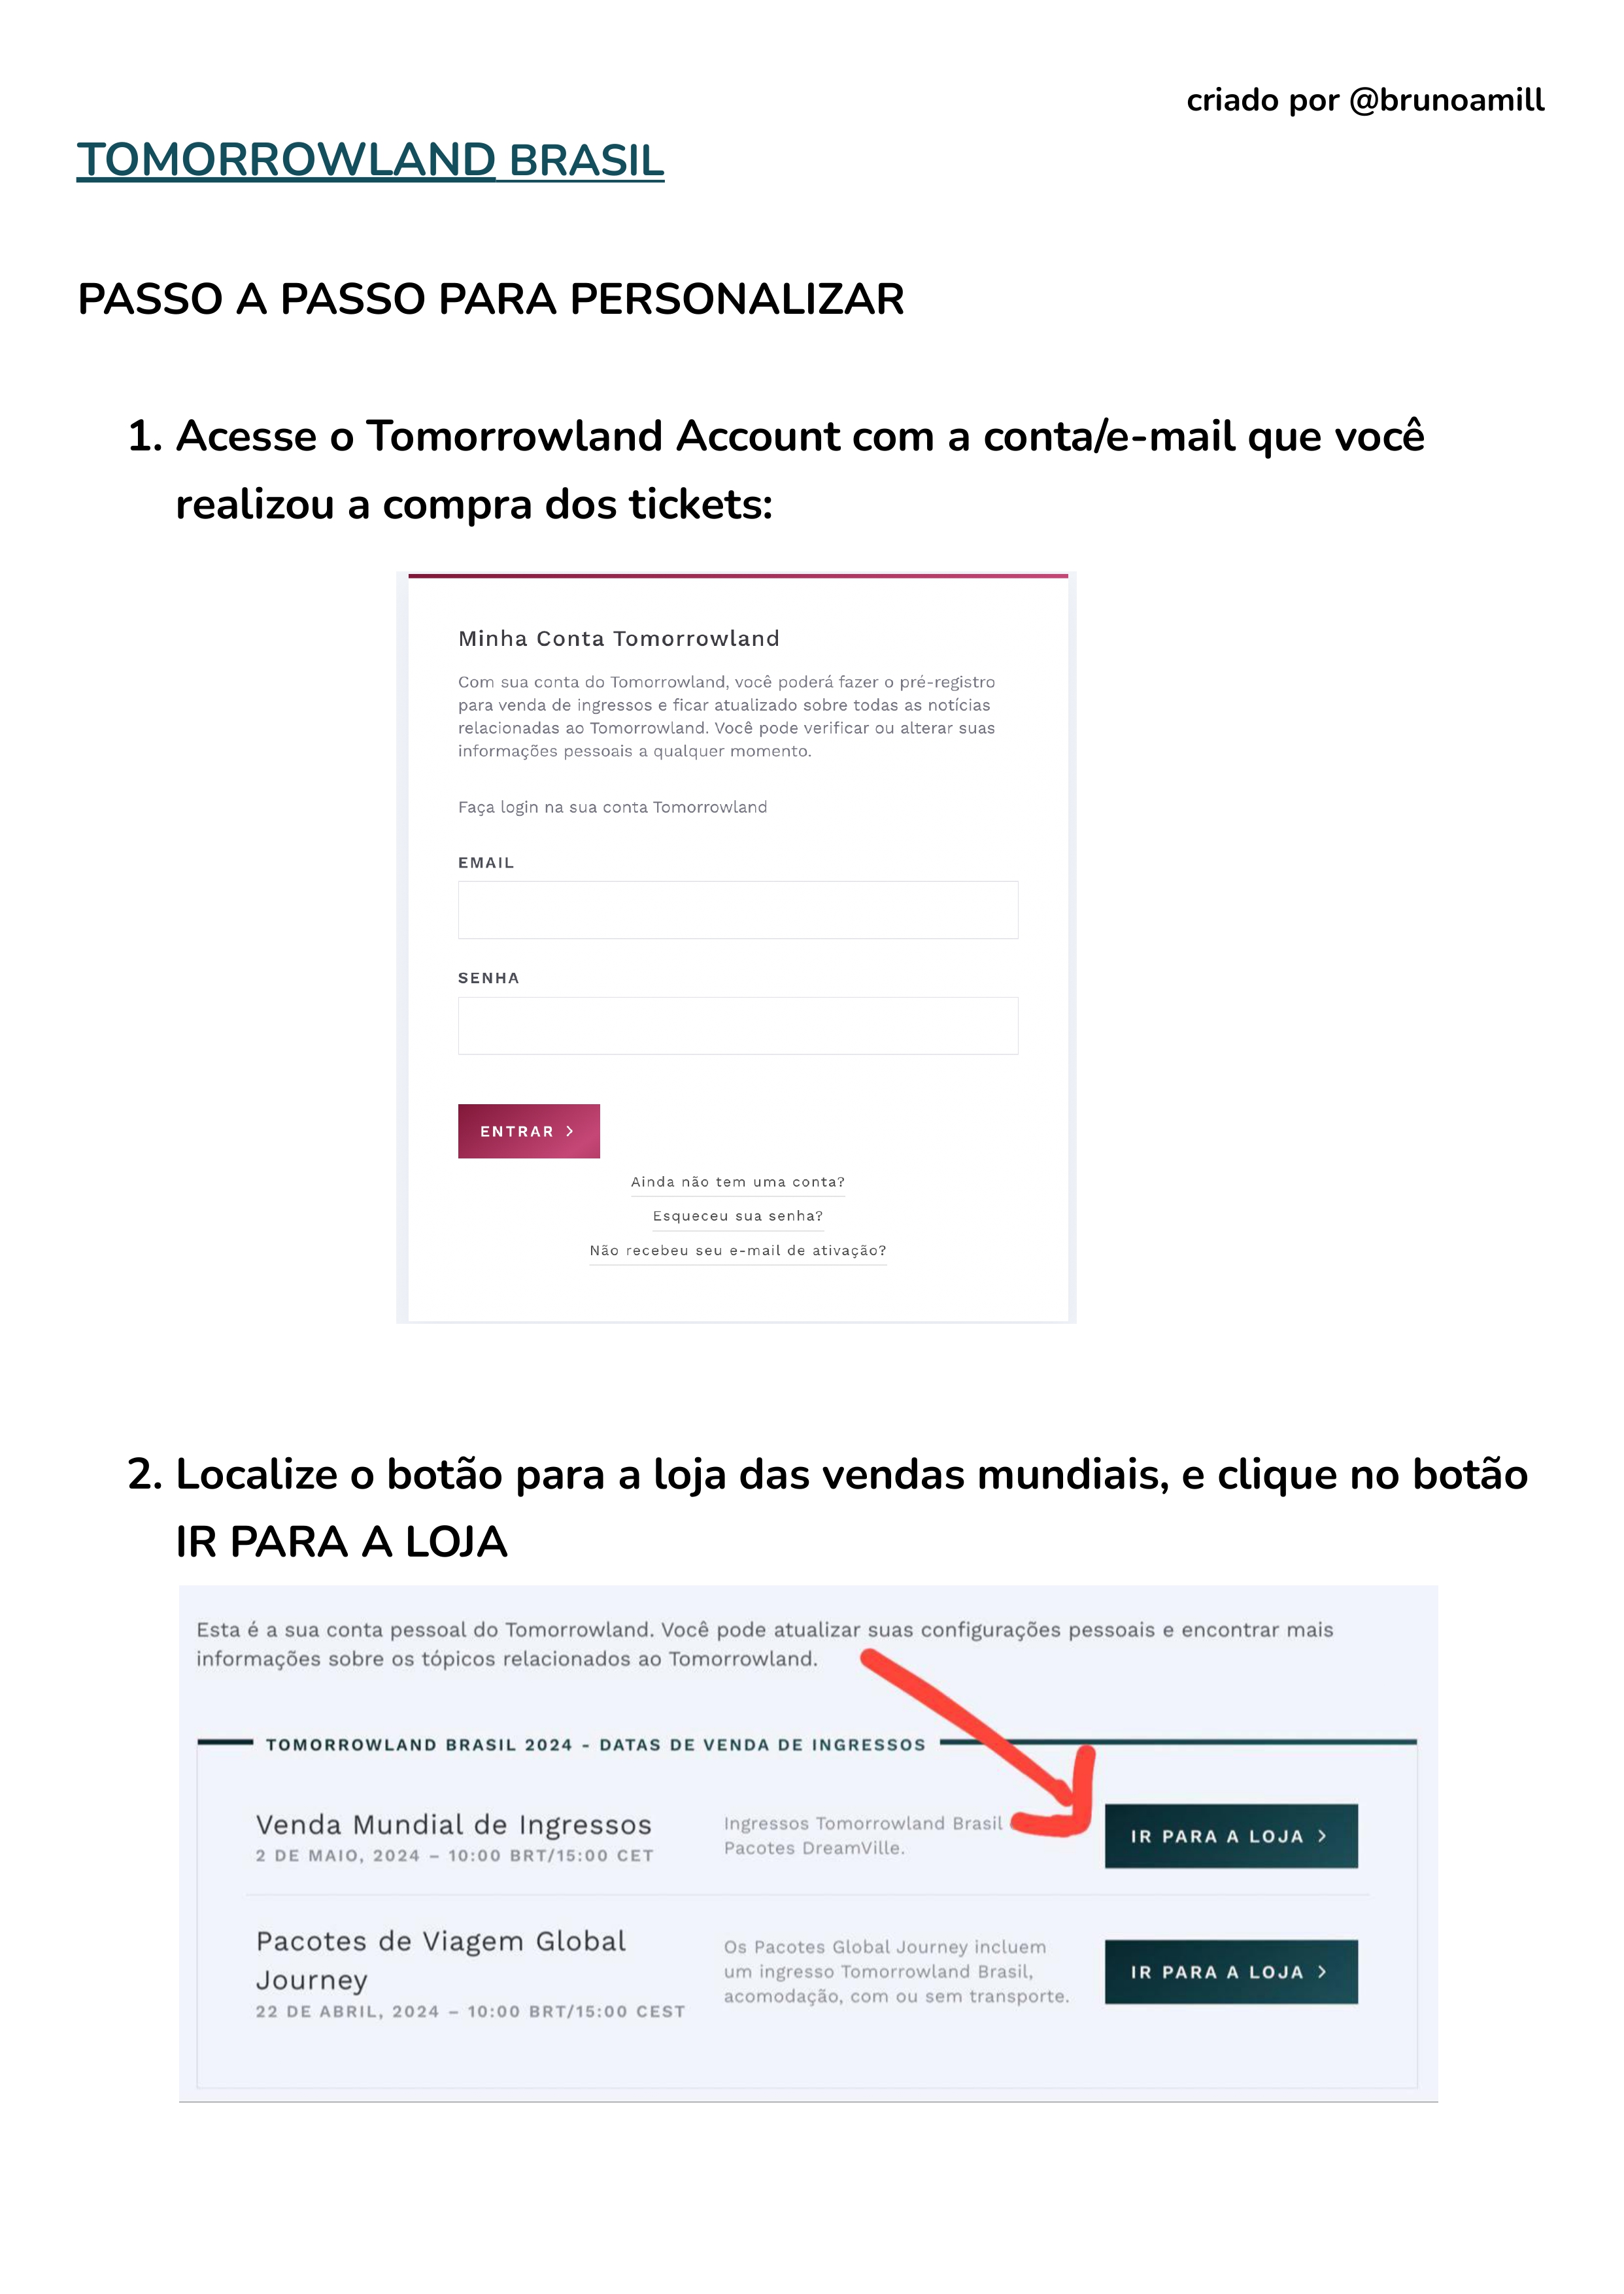 criado por @brunoamill
TOMORROWLAND BRASIL
PASSO A PASSO PARA PERSONALIZAR
1. Acesse o Tomorrowland Account com a conta/e-mail que você
realizou a compra dos tickets:
Minha Conta Tomorrowland
Com sua conta do Tomorrowland, você poderá fazer o pré-registro
para venda de ingressos e ficar atualizado sobre todas as notícias
relacionadas ao Tomorrowland. Você pode verificar ou alterar suas
informações pessoais a qualquer momento.
Faça login na sua conta Tomorrowland
EMAIL
SENHA
ENTRAR >
Ainda não tem uma conta?
Esqueceu sua senha?
Não recebeu seu e-mail de ativação?
2. Localize o botão para a loja das vendas mundiais, e clique no botão
IR PARA A LOJA
Esta é a sua conta pessoal do Tomorrowland. Você pode atualizar suas configurações pessoais e encontrar mais
informações sobre os tópicos relacionados ao Tomorrowland.
TOMORROWLAND BRASIL 2024 - DATAS DE VENDA DE INGRESSOS
Venda Mundial de Ingressos
2 DE MAIO, 2024 – 10:00 BRT/15:00 CET
Ingressos Tomorrowland Brasil
Pacotes DreamVille.
IR PARA A LOJA >
Pacotes de Viagem Global
Journey
22 DE ABRIL, 2024 – 10:00 BRT/15:00 CEST
Os Pacotes Global Journey incluem
um ingresso Tomorrowland Brasil,
acomodação, com ou sem transporte.
IR PARA A LOJA >